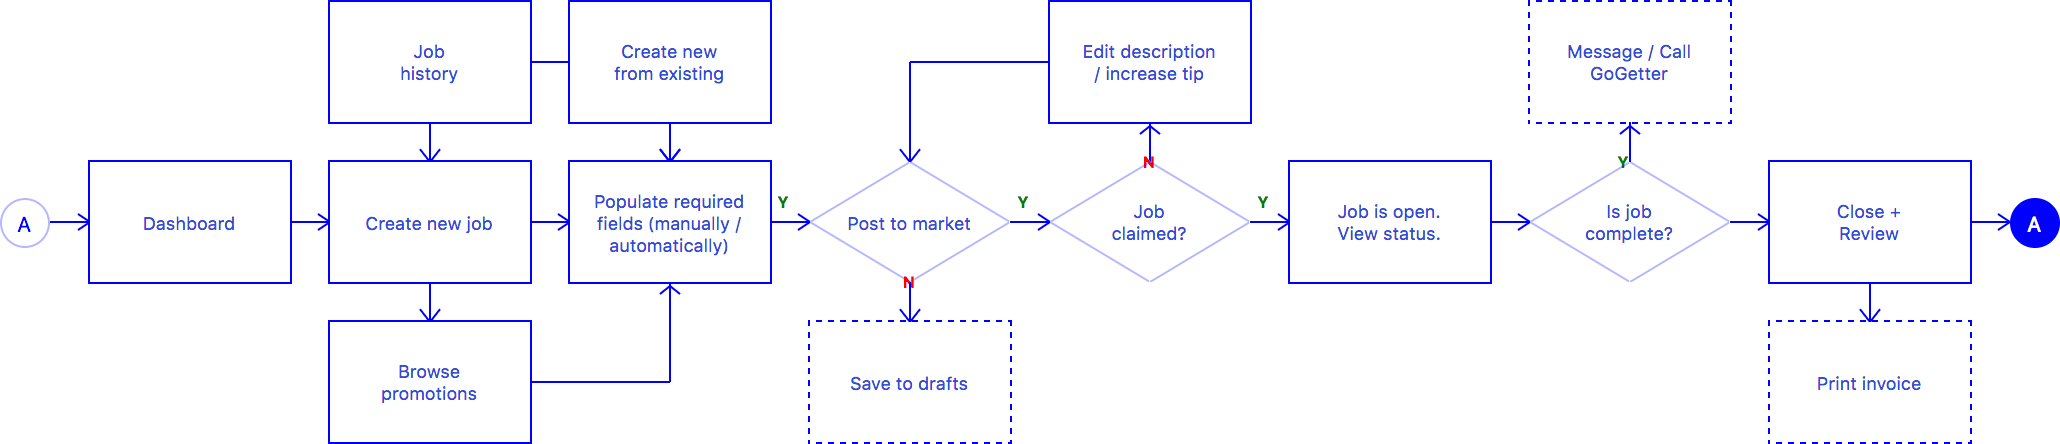 Job
history
Create new
from existing
Edit description
/ increase tip
Message / Call
GoGetter
A
Dashboard
Create new job
Populate required
fields (manually /
automatically)
Y
Post to market
N
Y
Job
claimed?
N
Y
Job is open.
View status.
Is job
complete?
Y
Close +
Review
A
Browse
promotions
Save to drafts
Print invoice